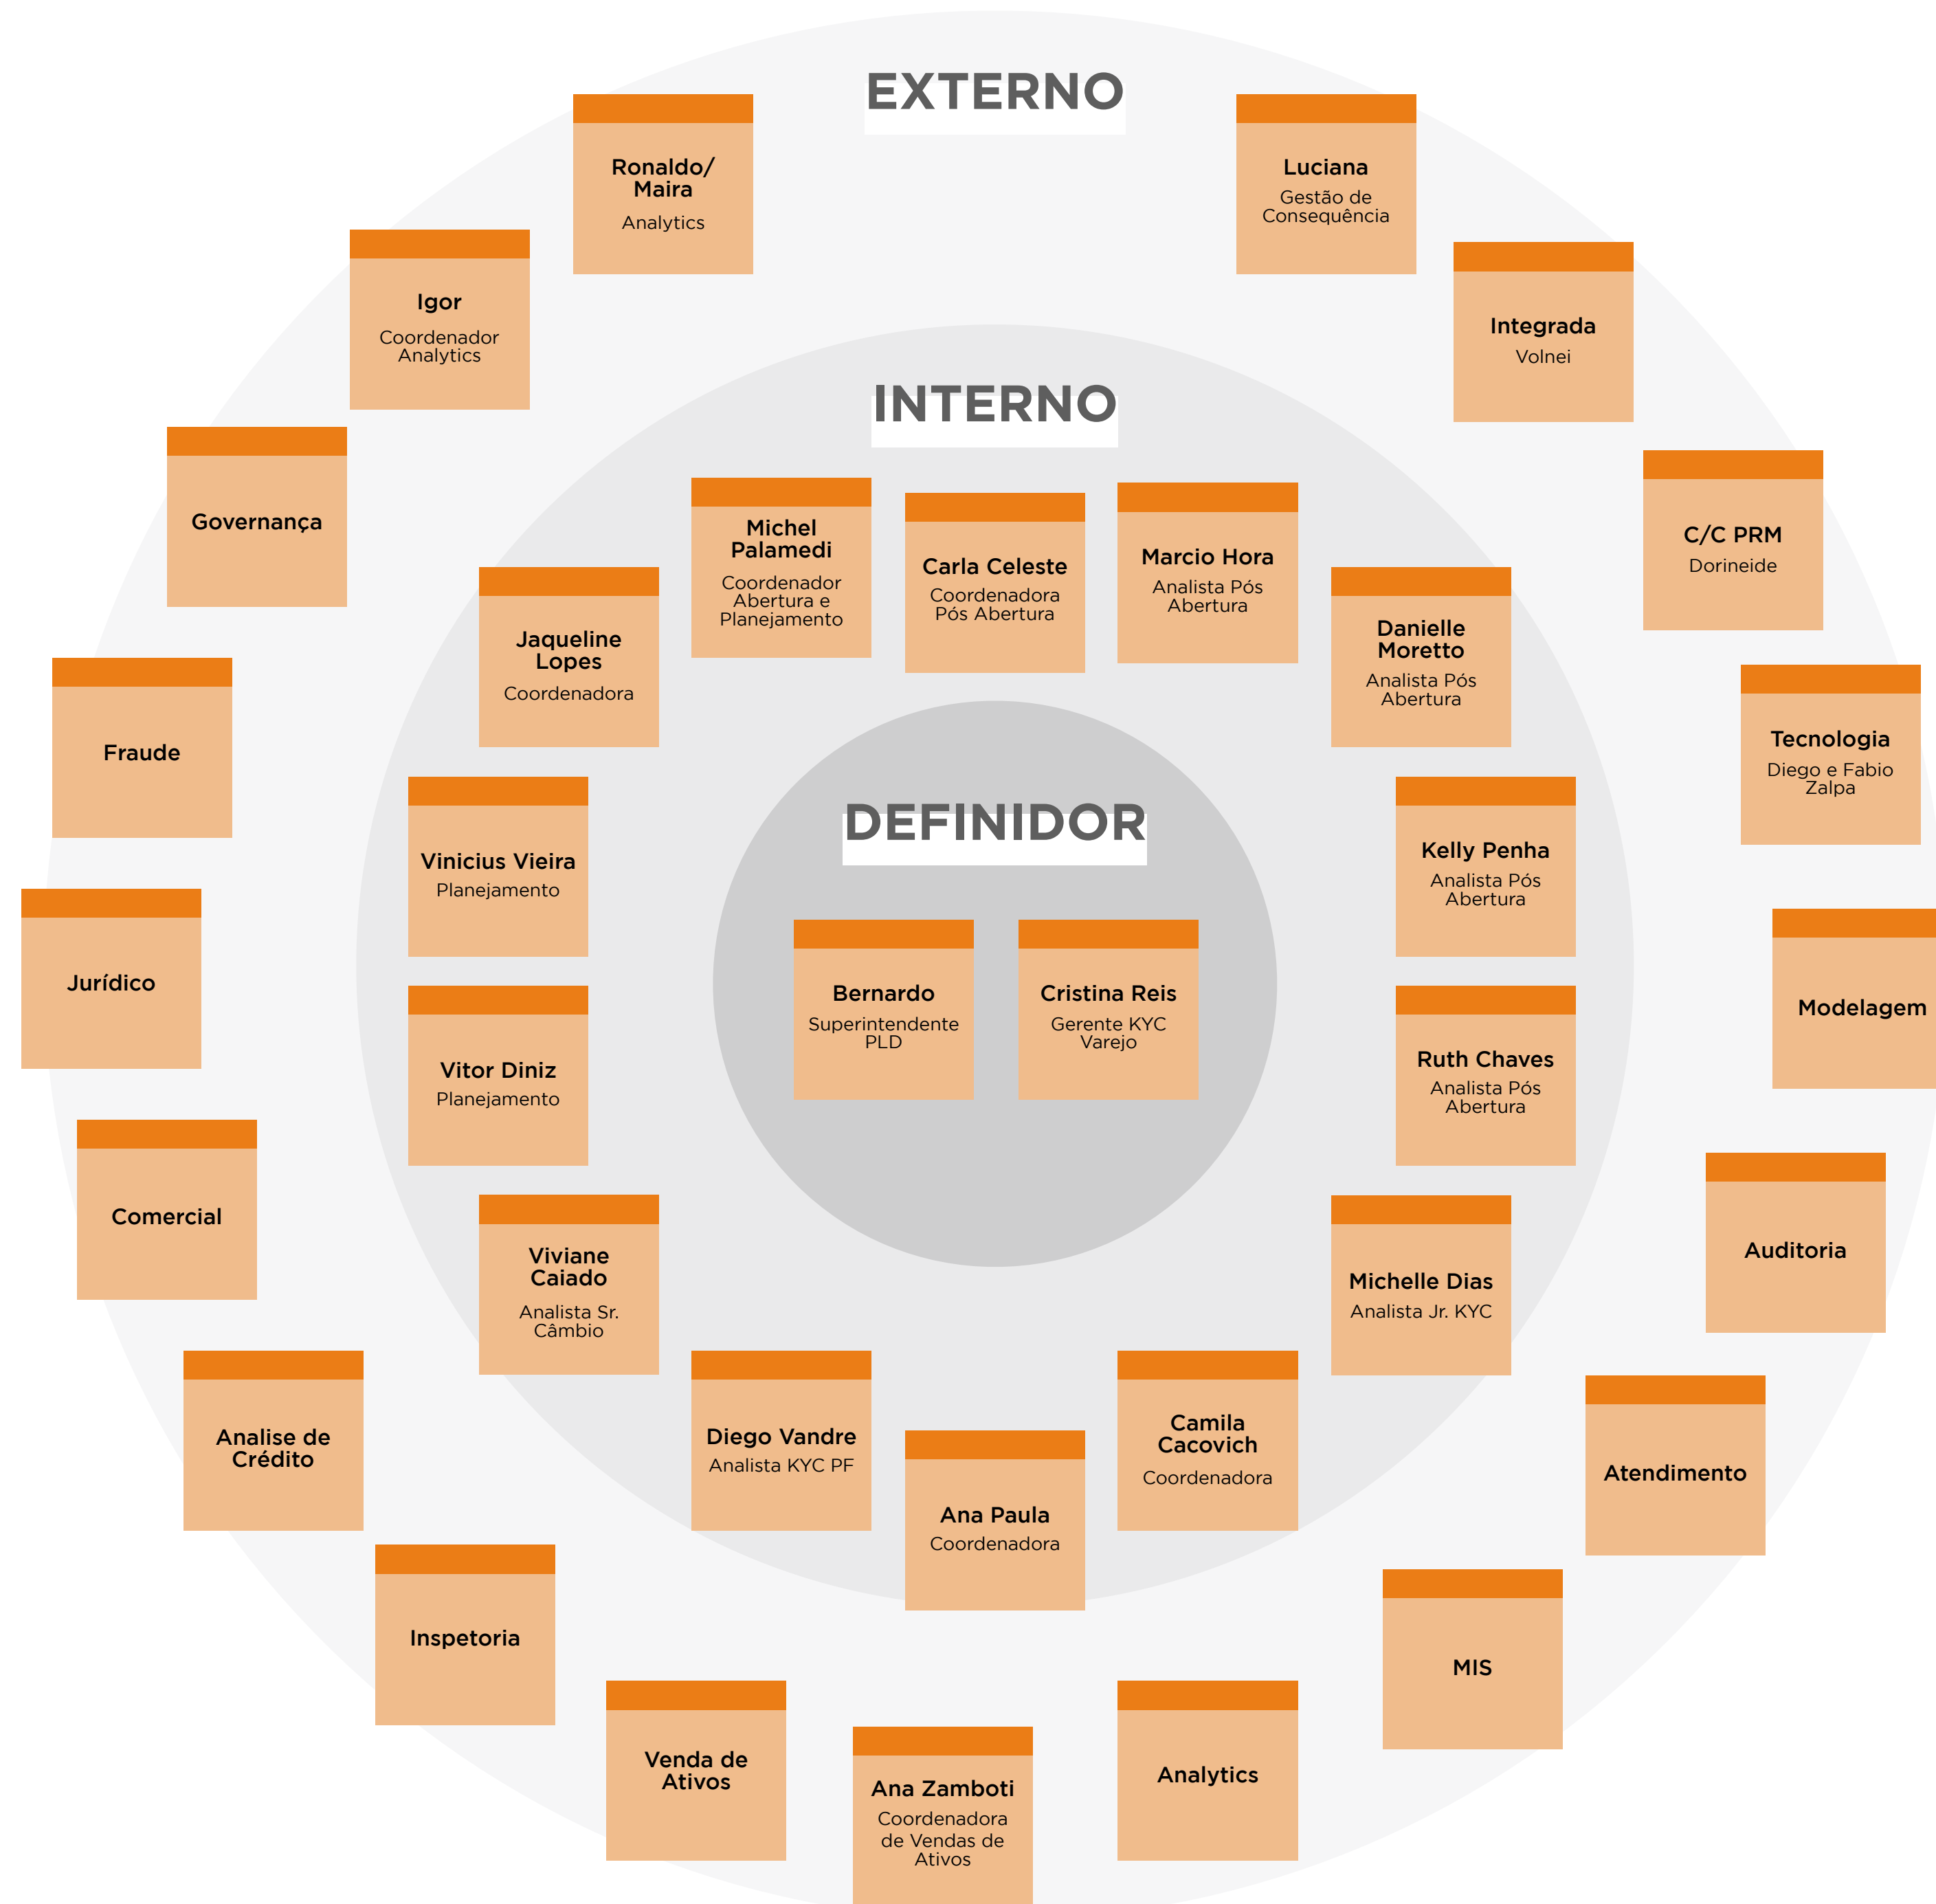 EXTERNO
Ronaldo/
Maira
Analytics
Luciana
Gestão de
Consequência
Igor
Coordenador
Analytics
Integrada
Volnei
Governança
C/C PRM
Dorineide
Fraude
Tecnologia
Diego e Fabio
Zalpa
Jurídico
Modelagem
Comercial
Auditoria
Analise de
Crédito
Atendimento
Inspetoria
MIS
Venda de
Ativos
Ana Zamboti
Coordenadora
de Vendas de
Ativos
Analytics
INTERNO
Michel
Palamedi
Coordenador
Abertura e
Planejamento
Carla Celeste
Coordenadora
Pós Abertura
Marcio Hora
Analista Pós
Abertura
Jaqueline
Lopes
Coordenadora
Danielle
Moretto
Analista Pós
Abertura
Vinicius Vieira
Planejamento
Kelly Penha
Analista Pós
Abertura
Vitor Diniz
Planejamento
Ruth Chaves
Analista Pós
Abertura
Viviane
Caiado
Analista Sr.
Câmbio
Michelle Dias
Analista Jr. KYC
Diego Vandre
Analista KYC PF
Ana Paula
Coordenadora
Camila
Cacovich
Coordenadora
DEFINIDOR
Bernardo
Superintendente
PLD
Cristina Reis
Gerente KYC
Varejo